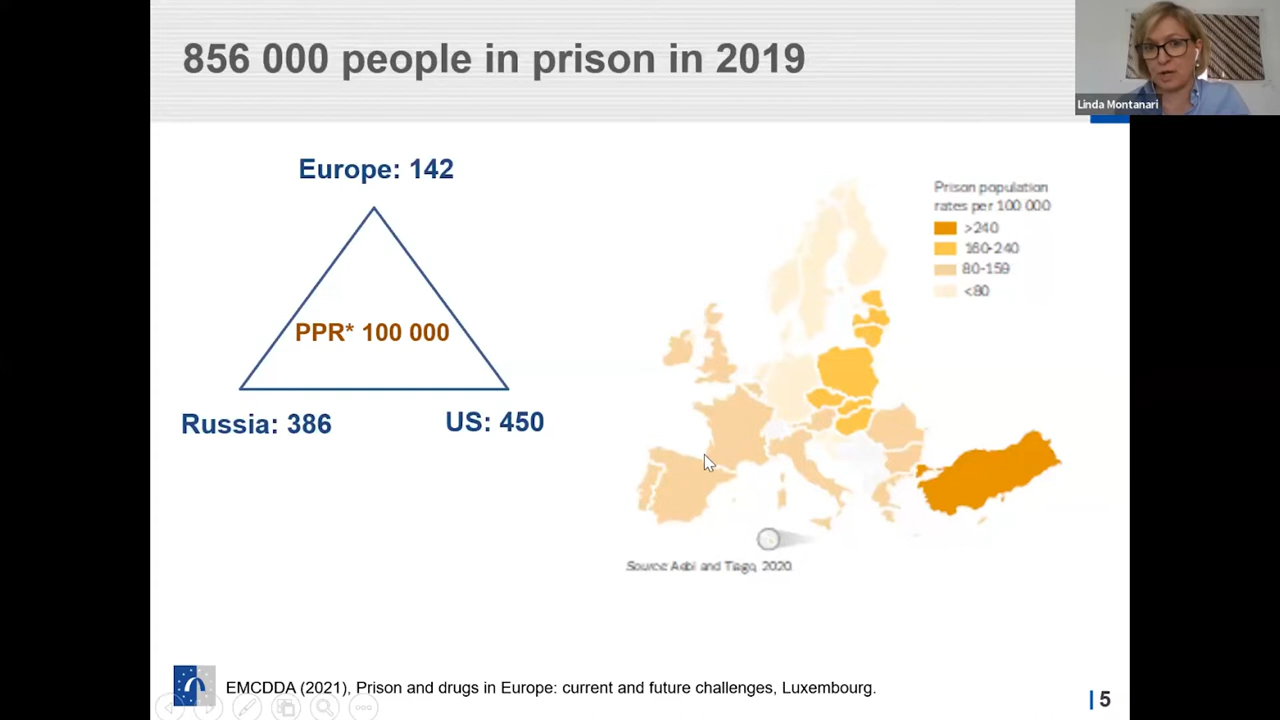 856 000 people in prison in 2019
Linda Montanari
Europe: 142
PPR* 100 000
Russia: 386
US: 450
Prison population
rates per 100 000
>240
160-240
80-159
<80
Source: Aebi and Tiago, 2020.
EMCDDA (2021), Prison and drugs in Europe: current and future challenges, Luxembourg.
| 5